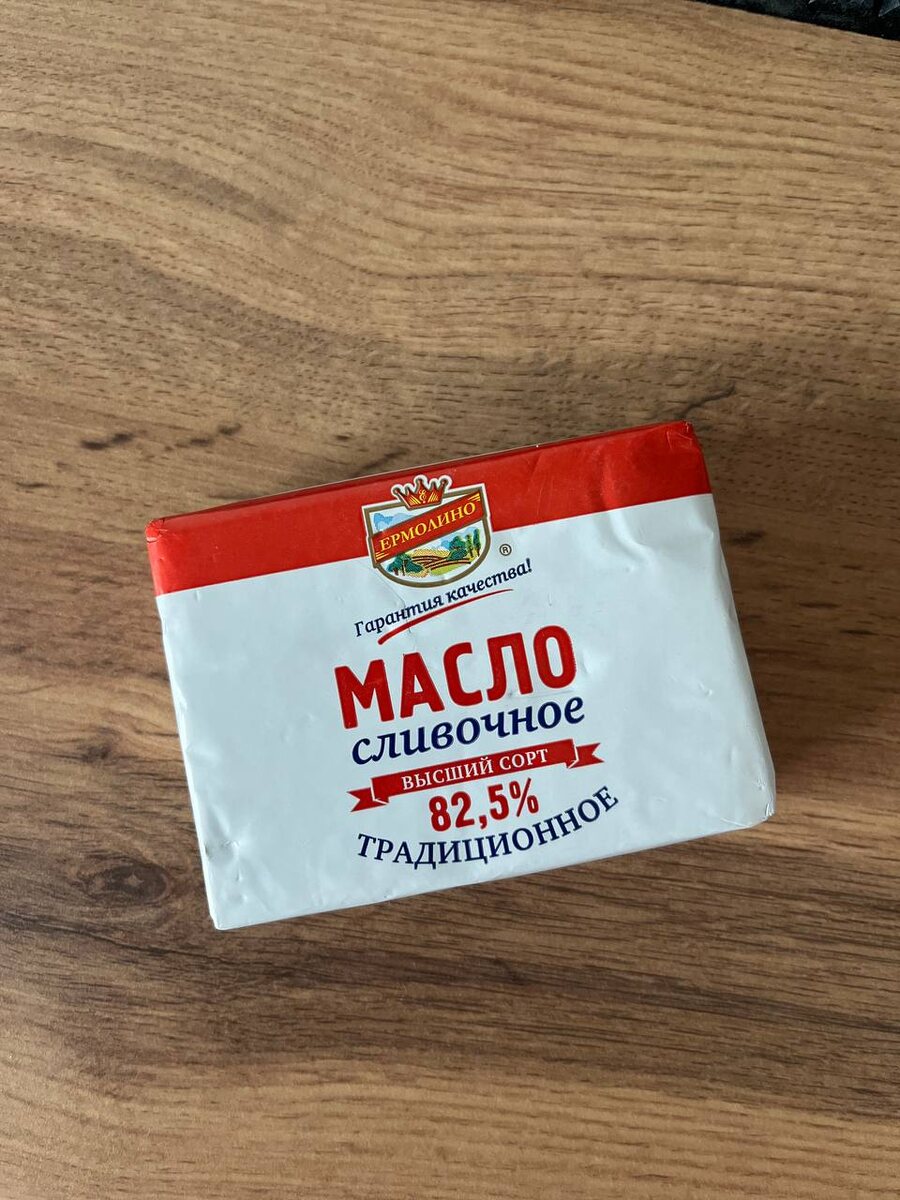 ЕРМОЛИНО
®
Гарантия качества!
МАСЛО
сливочное
ВЫСШИЙ СОРТ
82,5%
ТРАДИЦИОННОЕ